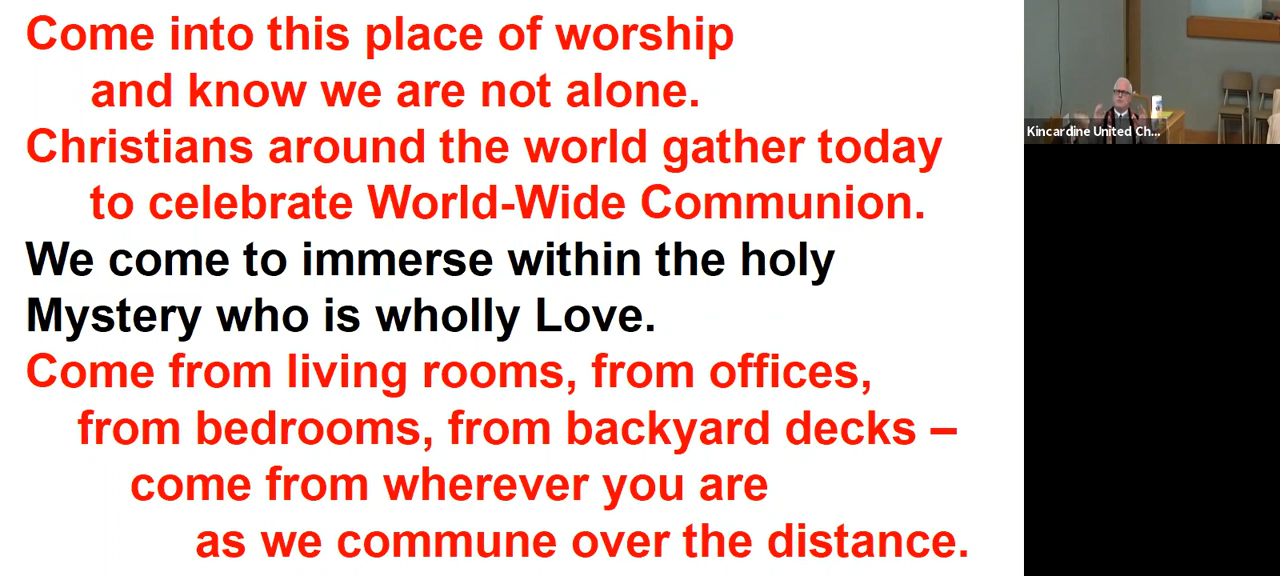 Come into this place of worship
and know we are not alone.
Christians around the world gather today
to celebrate World-Wide Communion.
We come to immerse within the holy
Mystery who is wholly Love.
Come from living rooms, from offices,
from bedrooms, from backyard decks –
come from wherever you are
as we commune over the distance.
Kincardine United Ch...